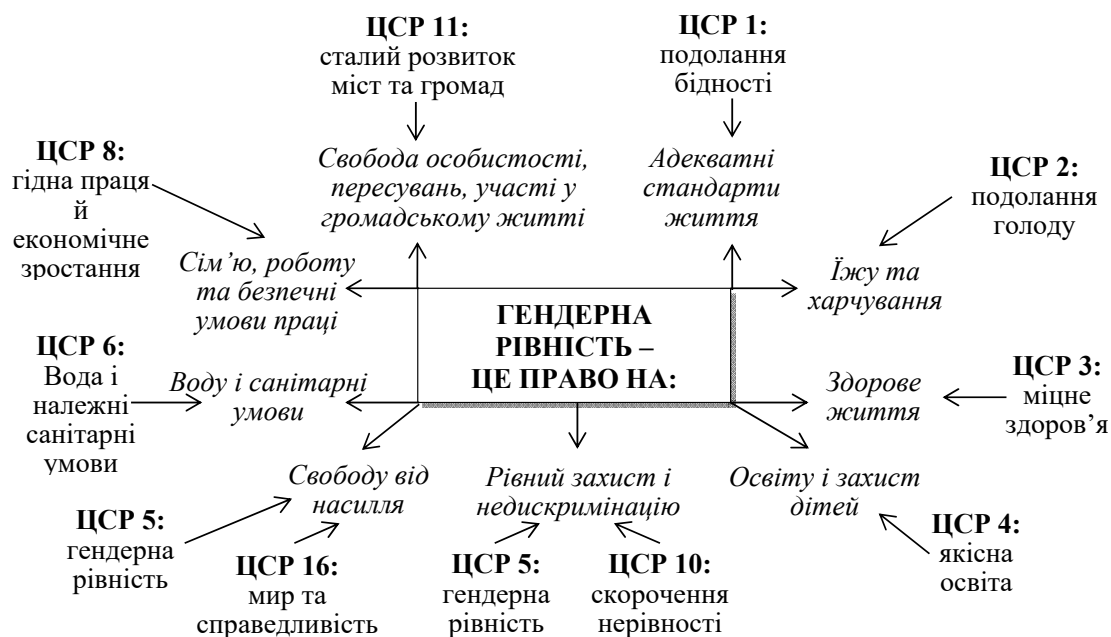 ЦСР 11:
сталий розвиток
міст та громад
ЦСР 1:
подолання
бідності
ЦСР 8:
гідна праця
й
економічне
зростання
Свобода особистості,
пересувань, участі у
громадському житті
Адекватні
стандарти
життя
ЦСР 2:
подолання
голоду
Сім’ю, роботу
та безпечні
умови праці
Їжу та
харчування
ГЕНДЕРНА
РІВНІСТЬ –
ЦЕ ПРАВО НА:
ЦСР 6:
Вода і
належні
санітарні
умови
Воду і санітарні
умови
Здорове
життя
ЦСР 3:
міцне
здоров’я
Свободу від
насилля
Рівний захист і
недискримінацію
Освіту і захист
дітей
ЦСР 5:
гендерна
рівність
ЦСР 16:
мир та
справедливість
ЦСР 5:
гендерна
рівність
ЦСР 10:
скорочення
нерівності
ЦСР 4:
якісна
освіта